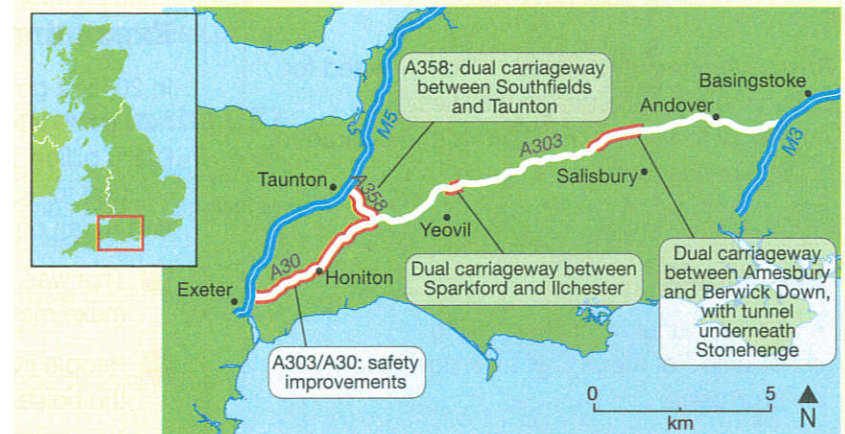 A358: dual carriageway
between Southfields
and Taunton
Basingstoke
Andover
M5
M3
A303
Taunton
A358
Salisbury
Yeovil
Dual carriageway between
Sparkford and Ilchester
Dual carriageway
between Amesbury
and Berwick Down,
with tunnel
underneath
Stonehenge
A30
Honiton
Exeter
A303/A30: safety
improvements
0
5
km
N